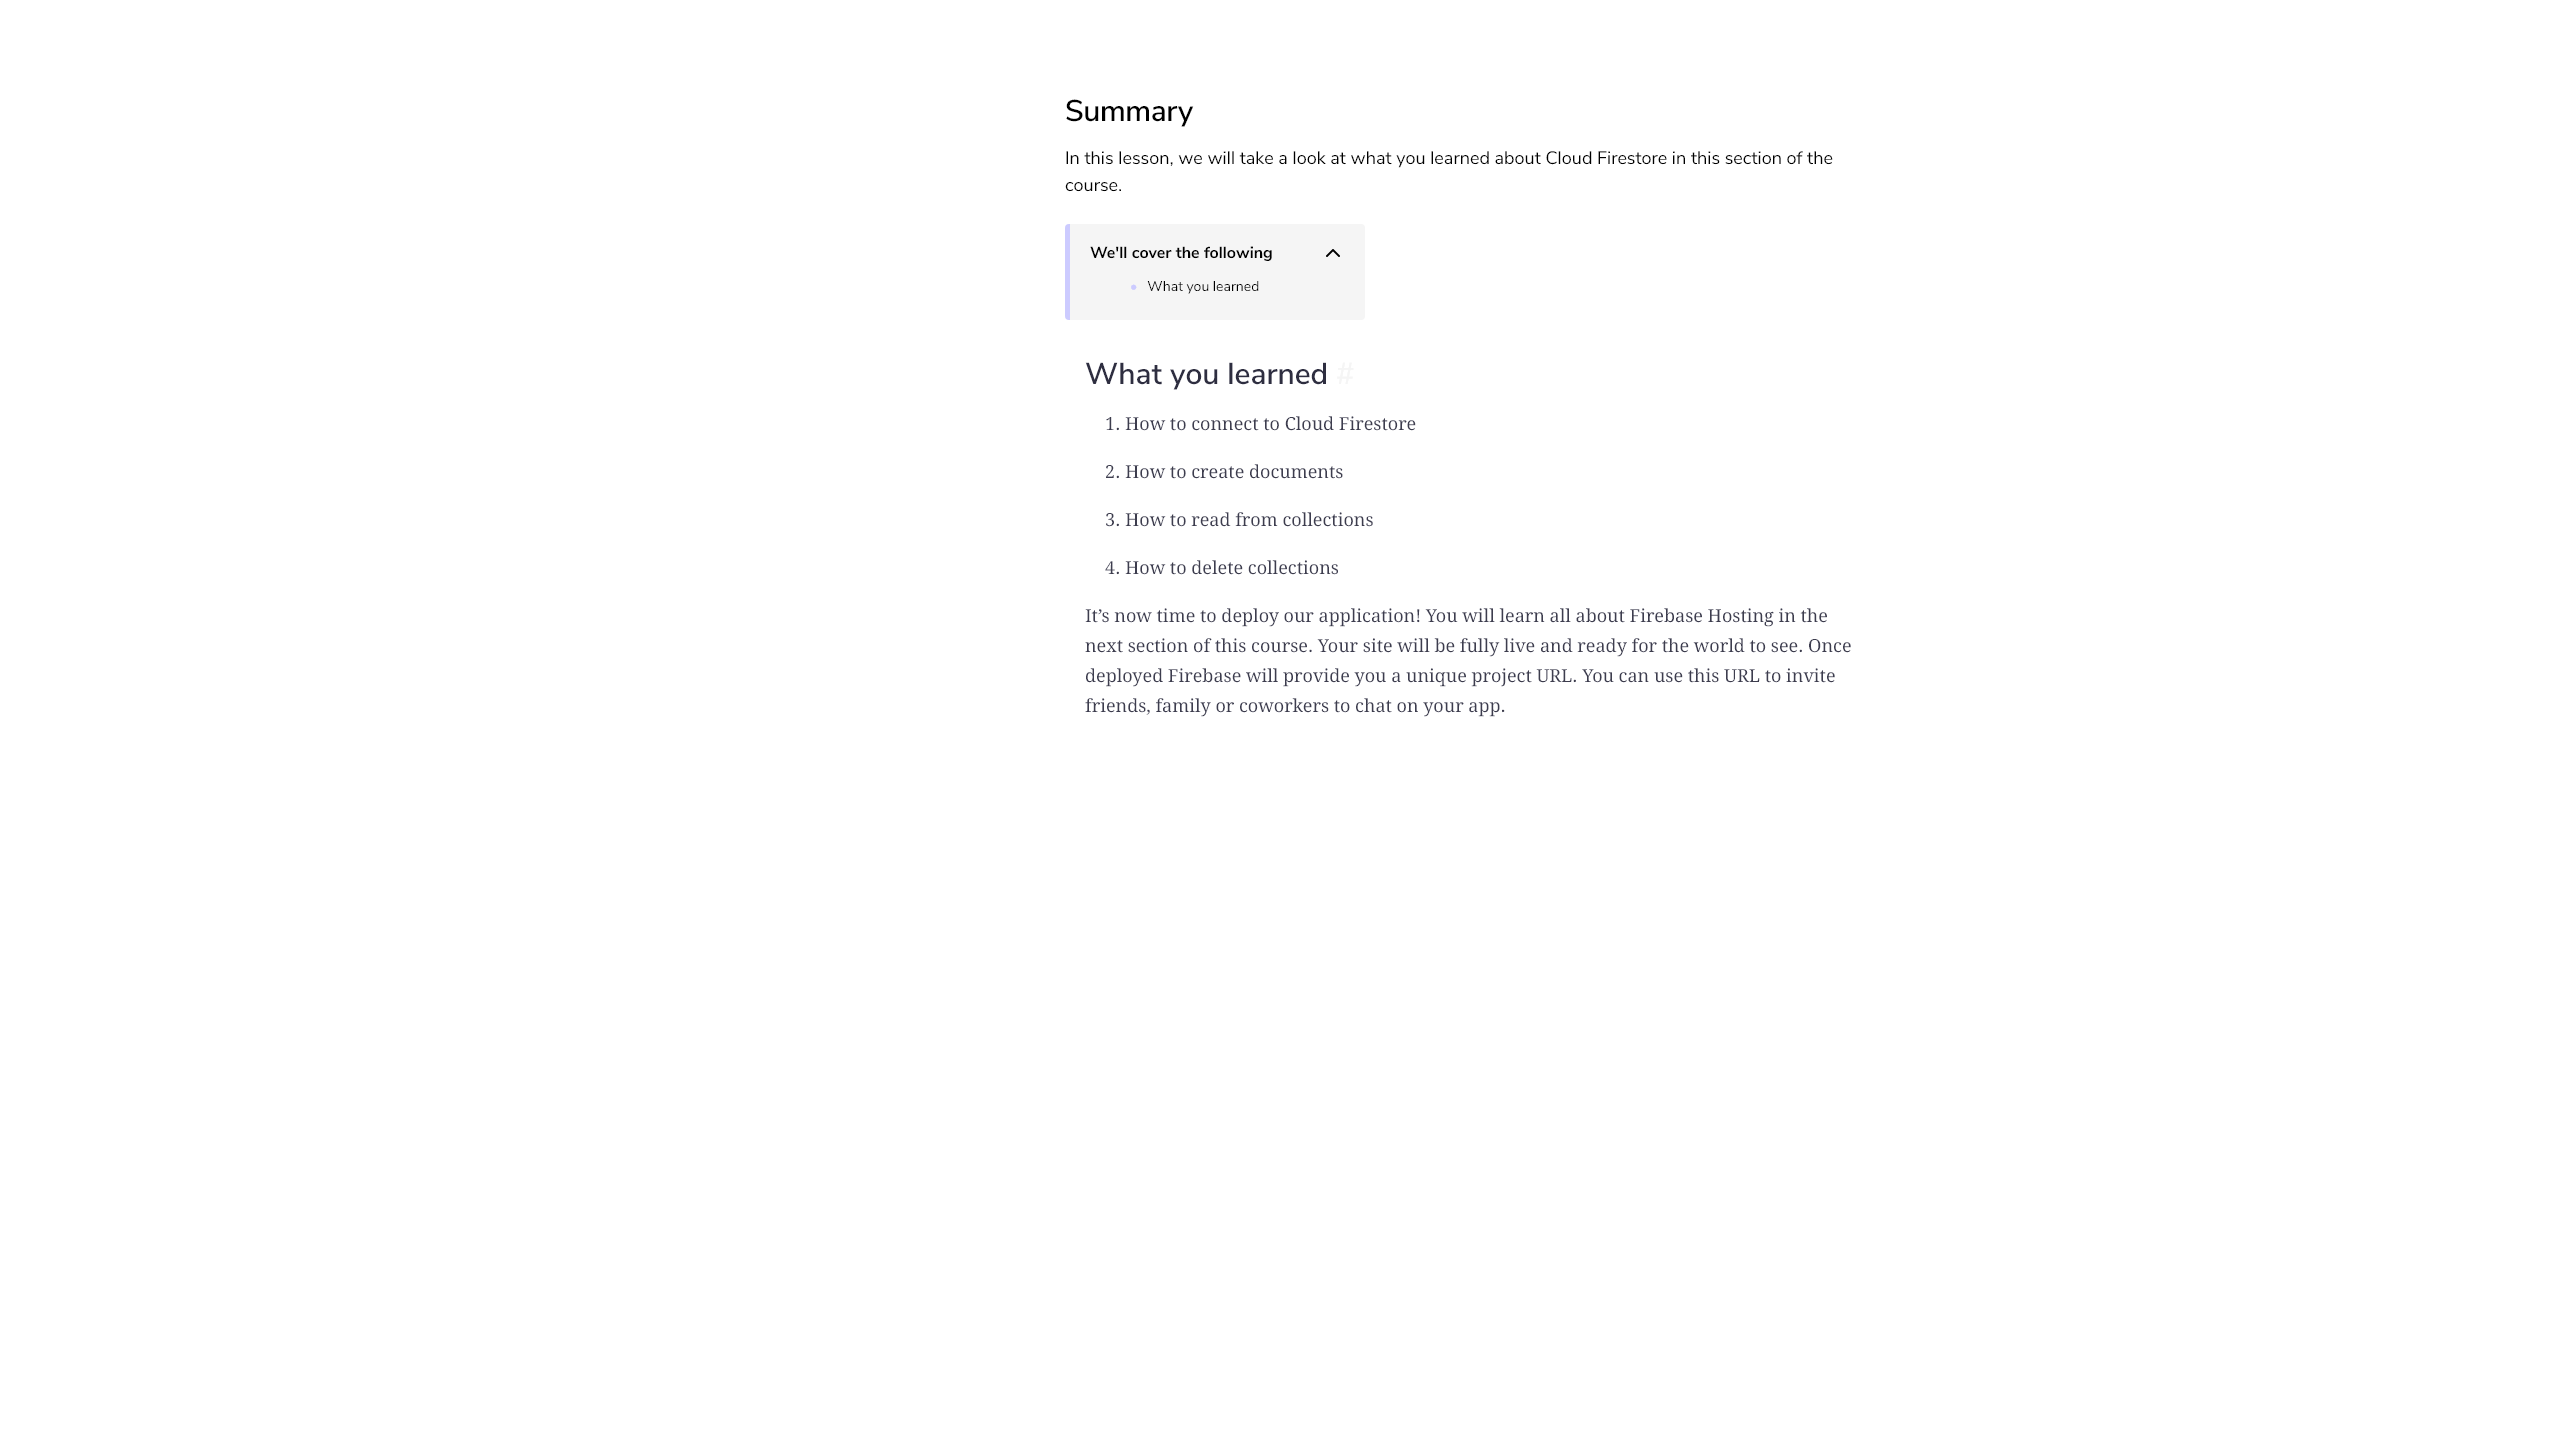 Summary
In this lesson, we will take a look at what you learned about Cloud Firestore in this section of the
course.
We'll cover the following
What you learned
What you learned #
1. How to connect to Cloud Firestore
2. How to create documents
3. How to read from collections
4. How to delete collections
It’s now time to deploy our application! You will learn all about Firebase Hosting in the
next section of this course. Your site will be fully live and ready for the world to see. Once
deployed Firebase will provide you a unique project URL. You can use this URL to invite
friends, family or coworkers to chat on your app.